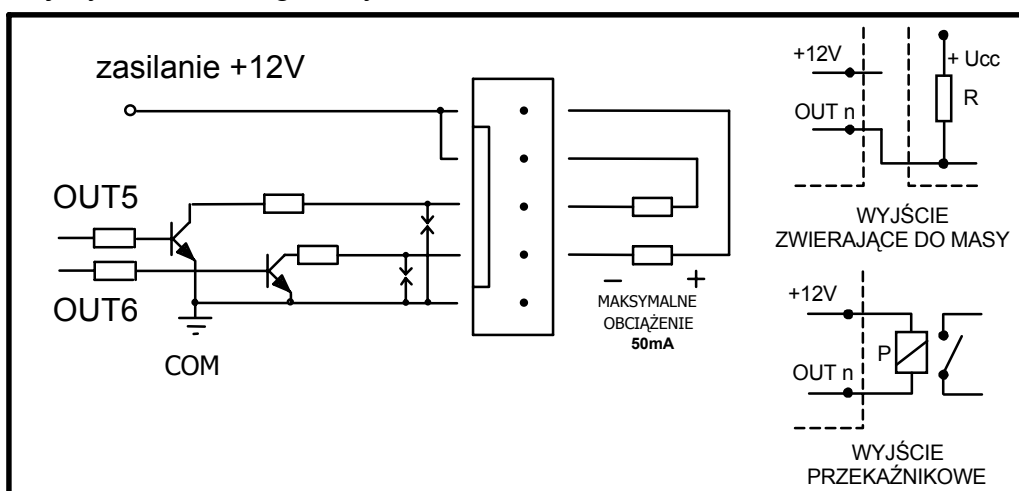 zasilanie +12V
OUT5
OUT6
COM
MAKSYMALNE
OBCIĄŻENIE
50mA
+12V
+ Ucc
R
OUT n
WYJŚCIE
ZWIERAJĄCE DO MASY
+12V
P
OUT n
WYJŚCIE
PRZEKAŹNIKOWE